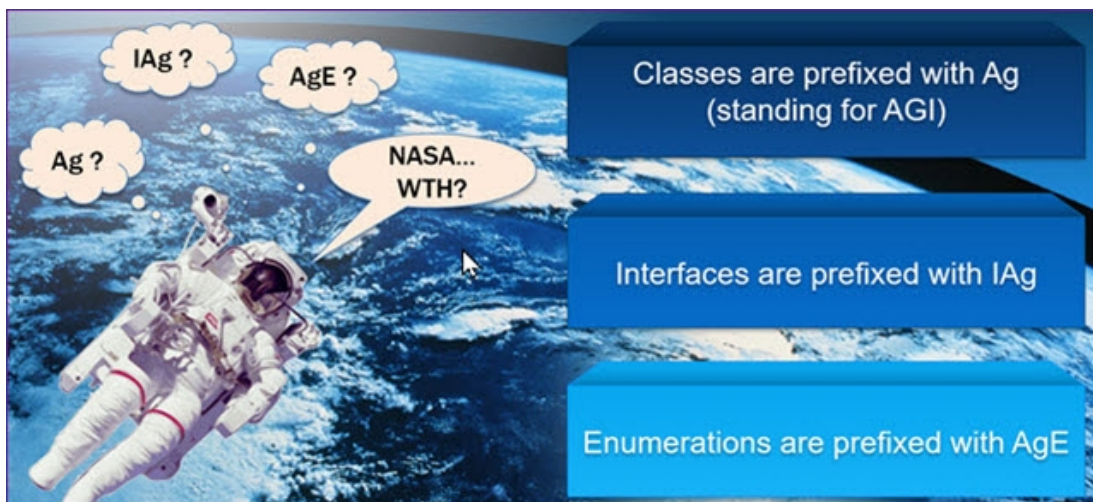 IAg ?
AgE ?
Ag ?
NASA...
WTH?
Classes are prefixed with Ag
(standing for AGI)
Interfaces are prefixed with IAg
Enumerations are prefixed with AgE